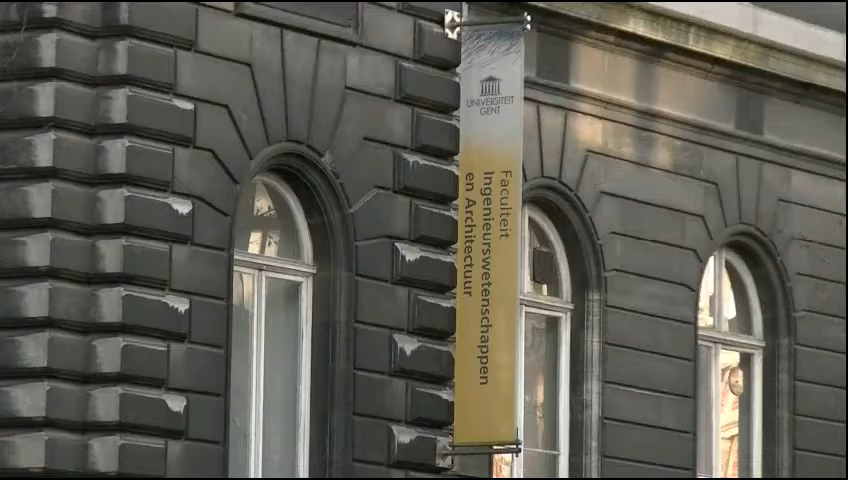 UNIVERSITEIT
GENT
Faculteit
Ingenieurswetenschappen
en Architectuur